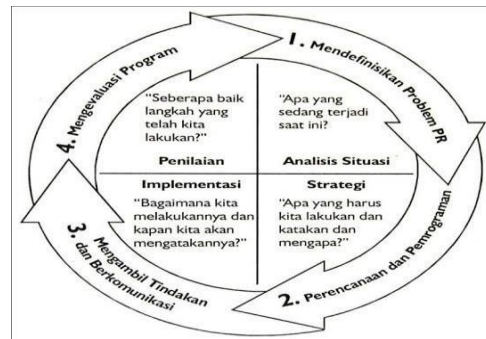 1. Mendefinisikan Problem PR
"Apa yang
sedang terjadi
saat ini?"
Analisis Situasi
Strategi
"Apa yang harus
kita lakukan dan
katakan dan
mengapa?"
2. Perencanaan dan Pemrograman
Implementasi
"Bagaimana kita
melakukannya dan
kapan kita akan
mengatakannya?"
3. Mengambil Tindakan
dan Berkomunikasi
"Seberapa baik
langkah yang
telah kita
lakukan?"
Penilaian
4. Mengevaluasi Program